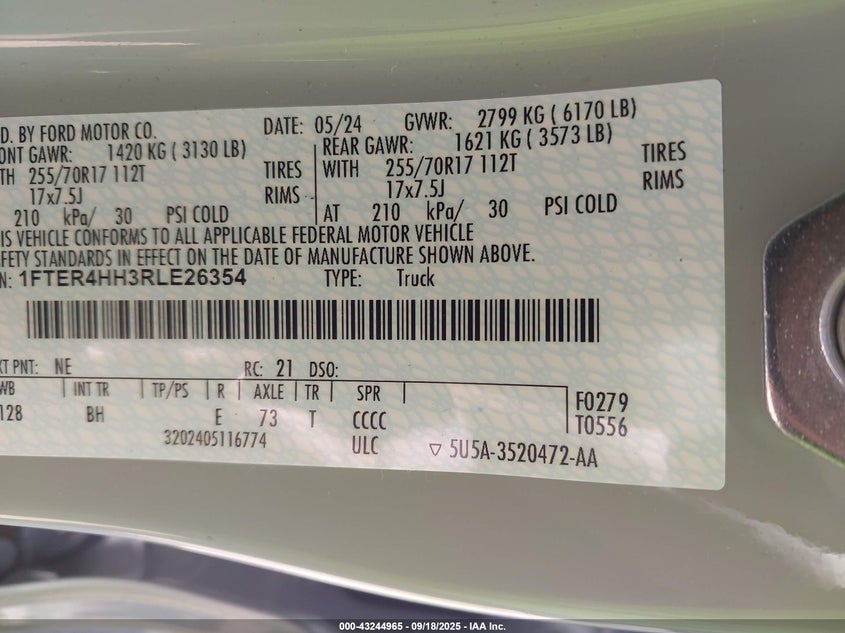 D. BY FORD MOTOR CO. DATE: 05/24 GVWR: 2799 KG ( 6170 LB)
ONT GAWR: 1420 KG ( 3130 LB) REAR GAWR: 1621 KG ( 3573 LB)
TH 255/70R17 112T TIRES WITH 255/70R17 112T TIRES
17x7.5J RIMS 17x7.5J RIMS
210 kPa/ 30 PSI COLD AT 210 kPa/ 30 PSI COLD
IS VEHICLE CONFORMS TO ALL APPLICABLE FEDERAL MOTOR VEHICLE
AFETY STANDARDS IN EFFECT ON THE DATE OF MANUFACTURE SHOWN ABOVE.
N: 1FTER4HH3RLE26354 TYPE: Truck
XT PNT: NE RC: 21 DSO:
WB INT TR TP/PS R AXLE TR SPR
128 BH E 73 T CCCC F0279
T0556
3202405116774 ULC ▽ 5U5A-3520472-AA
000-43244965 - 09/18/2025 - IAA Inc.